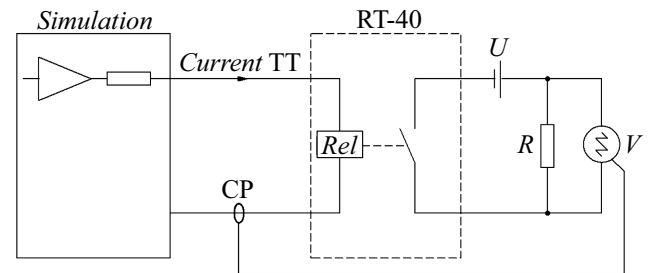 Simulation
RT-40
Current TT
U
Rel
R
V
CP